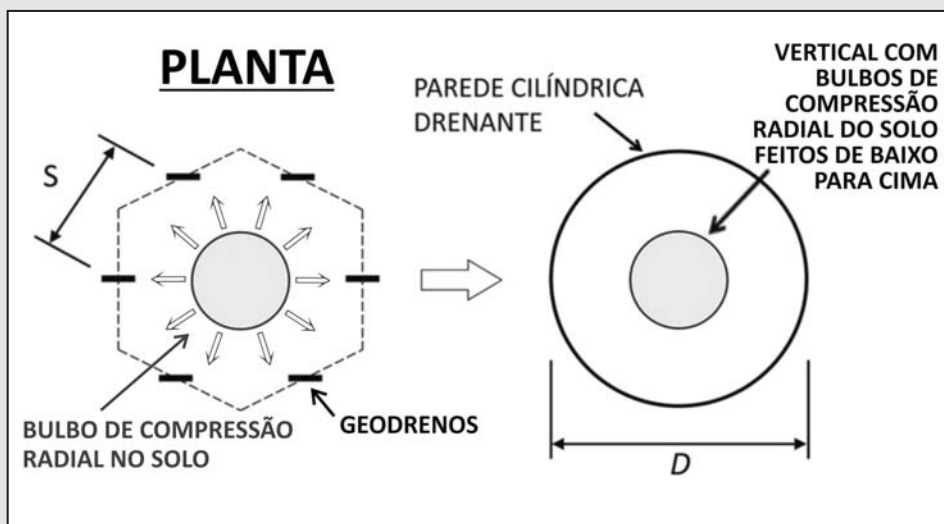 PLANTA
S
BULBO DE COMPRESSÃO
RADIAL NO SOLO
GEODRENOS
PAREDE CILÍNDRICA
DRENANTE
VERTICAL COM
BULBOS DE
COMPRESSÃO
RADIAL DO SOLO
FEITOS DE BAIXO
PARA CIMA
D